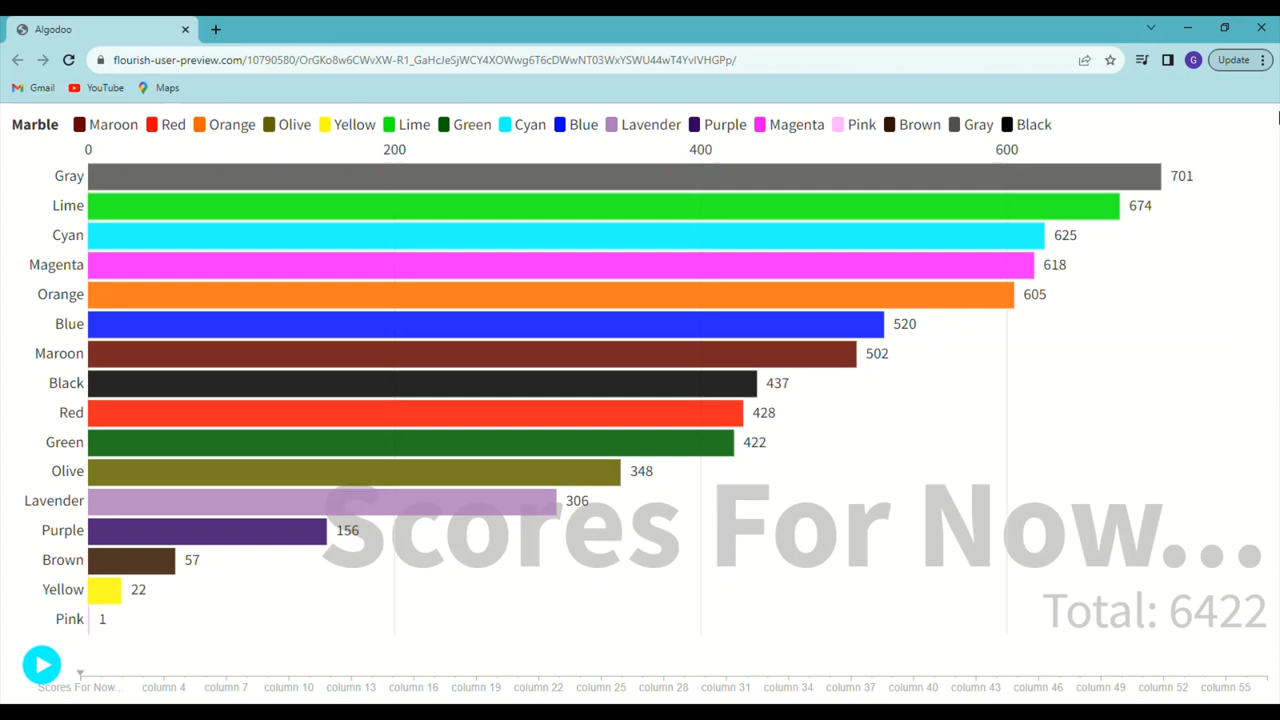 Algodoo
flourish-user-preview.com/10790580/OrGKo8w6CWvXW-R1_GaHcJeSjWCY4XOWwg6T6cDWwNT03WxYSWU44wT4YvIVHGPp/
G
Update
Gmail YouTube Maps
Marble Maroon Red Orange Olive Yellow Lime Green Cyan Blue Lavender Purple Magenta Pink Brown Gray Black
0 200 400 600
Gray 701
Lime 674
Cyan 625
Magenta 618
Orange 605
Blue 520
Maroon 502
Black 437
Red 428
Green 422
Olive 348
Lavender 306
Purple 156
Scores For Now...
Brown 57
Yellow 22
Total: 6422
Pink 1
Scores For Now... column 4 column 7 column 10 column 13 column 16 column 19 column 22 column 25 column 28 column 31 column 34 column 37 column 40 column 43 column 46 column 49 column 52 column 55